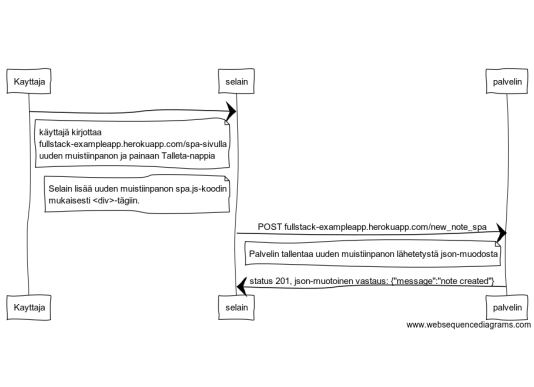 Kayttaja
selain
palvelin
käyttäjä kirjottaa
fullstack-exampleapp.herokuapp.com/spa-sivulla
uuden muistiinpanon ja painaan Talleta-nappia
Selain lisää uuden muistiinpanon spa.js-koodin
mukaisesti <div>-tägiin.
POST fullstack-exampleapp.herokuapp.com/new_note_spa
Palvelin tallentaa uuden muistiinpanon lähetetystä json-muodosta
status 201, json-muotoinen vastaus: {"message":"note created"}
Kayttaja
selain
palvelin
www.websequencediagrams.com